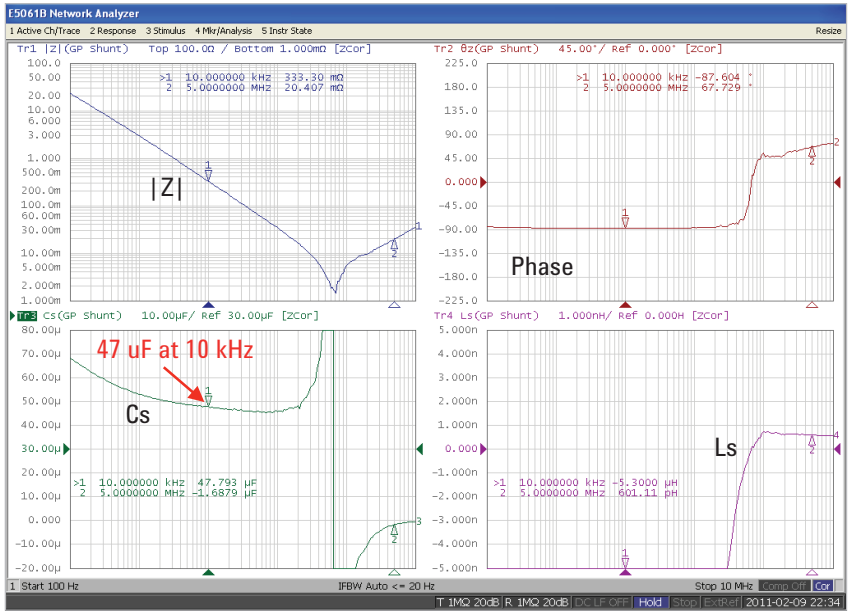 E5061B Network Analyzer
1 Active Ch/Trace 2 Response 3 Stimulus 4 Mkr/Analysis 5 Instr State Resize
Tr1 |Z|(GP Shunt) Top 100.0Ω / Bottom 1.000mΩ [ZCor]
100.0
50.00
20.00
10.00
6.000
3.000
1.000
500.0m
200.0m
100.0m
60.00m
30.00m
10.00m
5.000m
2.000m
1.000m
>1 10.000000 kHz 333.30 mΩ
2 5.0000000 MHz 20.407 mΩ
1
|Z|
1
2
Tr2 θz(GP Shunt) 45.00°/ Ref 0.000° [ZCor]
225.0
180.0
135.0
90.00
45.00
0.000
-45.00
-90.00
-135.0
-180.0
-225.0
>1 10.000000 kHz -87.604 °
2 5.0000000 MHz 67.729 °
2
2
1
Phase
Tr3 Cs(GP Shunt) 10.00µF/ Ref 30.00µF [ZCor]
80.00µ
70.00µ
60.00µ
50.00µ
40.00µ
30.00µ
20.00µ
10.00µ
0.000
-10.00µ
-20.00µ
47 uF at 10 kHz
1
Cs
>1 10.000000 kHz 47.793 µF
2 5.0000000 MHz -1.6879 µF
3
2
Tr4 Ls(GP Shunt) 1.000nH/ Ref 0.000H [ZCor]
5.000n
4.000n
3.000n
2.000n
1.000n
0.000
-1.000n
-2.000n
-3.000n
-4.000n
-5.000n
4
Ls
2
>1 10.000000 kHz -5.3000 µH
2 5.0000000 MHz 601.11 pH
1
1 Start 100 Hz IFBW Auto <= 20 Hz Stop 10 MHz Comp Off Cor
T 1MΩ 20dB R 1MΩ 20dB DC LF OFF Hold Stop ExtRef 2011-02-09 22:34